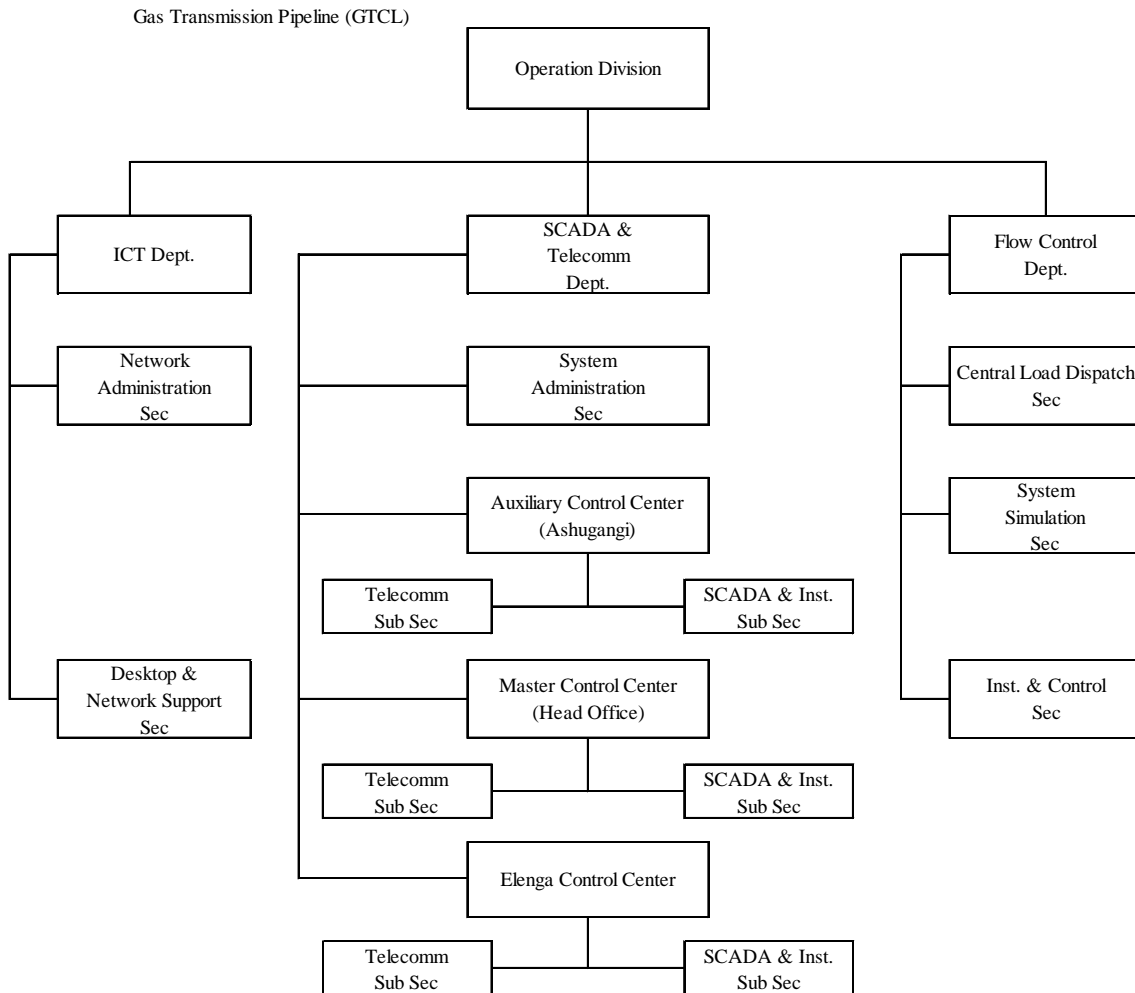 Gas Transmission Pipeline (GTCL)
Operation Division
ICT Dept.
SCADA &
Telecomm
Dept.
Flow Control
Dept.
Network
Administration
Sec
System
Administration
Sec
Central Load Dispatch
Sec
Auxiliary Control Center
(Ashugangi)
System
Simulation
Sec
Telecomm
Sub Sec
SCADA & Inst.
Sub Sec
Desktop &
Network Support
Sec
Master Control Center
(Head Office)
Inst. & Control
Sec
Telecomm
Sub Sec
SCADA & Inst.
Sub Sec
Elenga Control Center
Telecomm
Sub Sec
SCADA & Inst.
Sub Sec